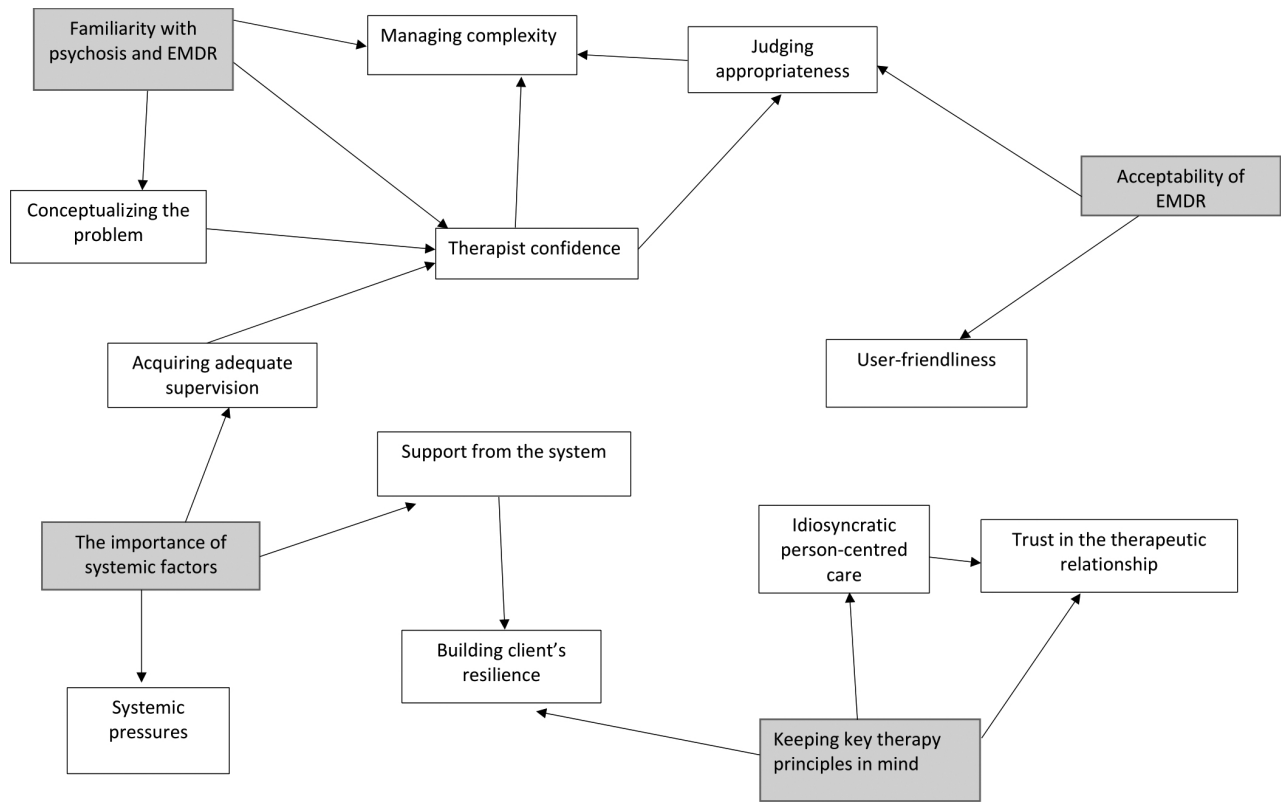 Familiarity with
psychosis and EMDR
Managing complexity
Judging
appropriateness
Acceptability of
EMDR
Conceptualizing the
problem
Therapist confidence
Acquiring adequate
supervision
User-friendliness
Support from the system
The importance of
systemic factors
Idiosyncratic
person-centred
care
Trust in the therapeutic
relationship
Building client’s
resilience
Systemic
pressures
Keeping key therapy
principles in mind